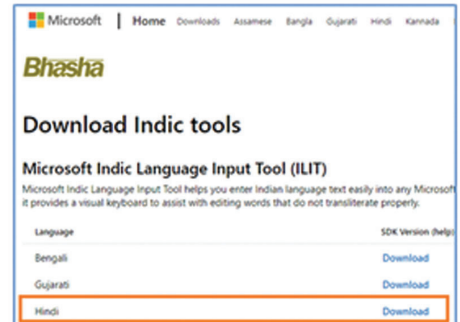 Microsoft | Home Downloads Assamese Bangla Gujarati Hindi Kannada
Bhasha
Download Indic tools
Microsoft Indic Language Input Tool (ILIT)
Microsoft Indic Language Input Tool helps you enter Indian language text easily into any Microsoft
it provides a visual keyboard to assist with editing words that do not transliterate properly.
Language SDK Version (help
Bengali Download
Gujarati Download
Hindi Download